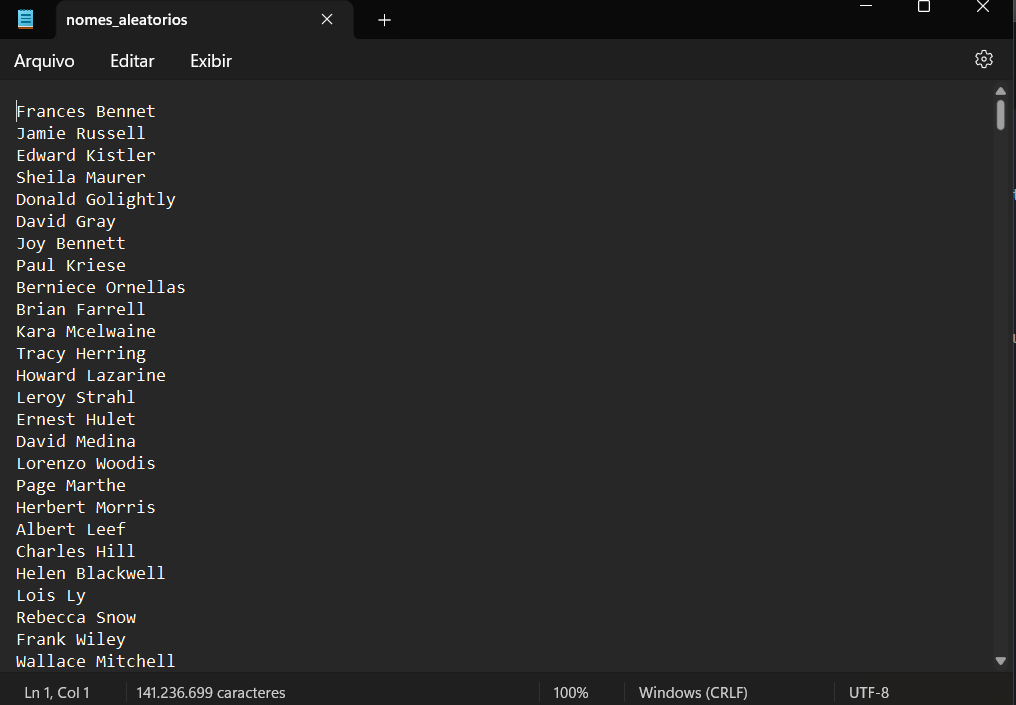 nomes_aleatorios
Arquivo Editar Exibir
Frances Bennet
Jamie Russell
Edward Kistler
Sheila Maurer
Donald Golightly
David Gray
Joy Bennett
Paul Kriese
Berniece Ornellas
Brian Farrell
Kara Mcelwaine
Tracy Herring
Howard Lazarine
Leroy Strahl
Ernest Hulet
David Medina
Lorenzo Woodis
Page Marthe
Herbert Morris
Albert Leef
Charles Hill
Helen Blackwell
Lois Ly
Rebecca Snow
Frank Wiley
Wallace Mitchell
Ln 1, Col 1 141.236.699 caracteres 100% Windows (CRLF) UTF-8